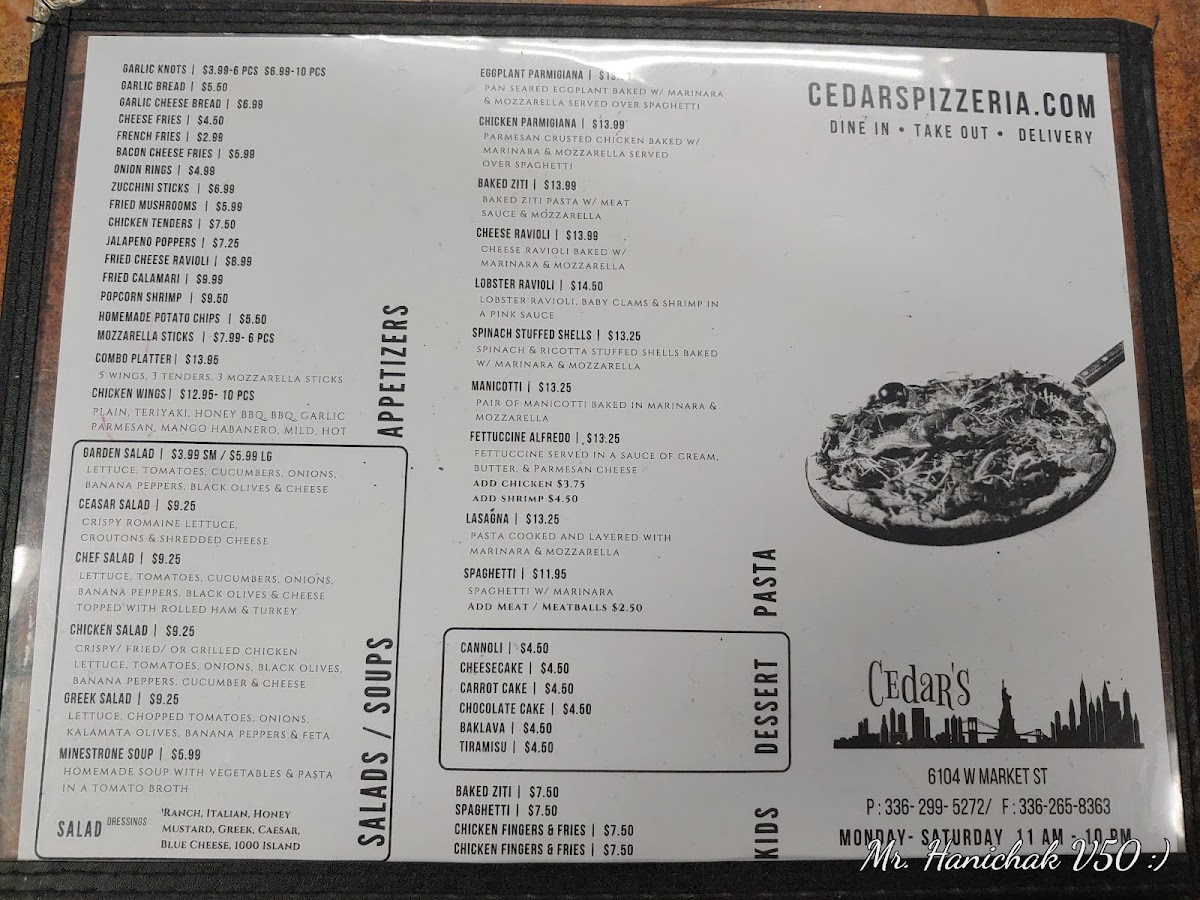 GARLIC KNOTS | $3.99-6 PCS $6.99-10 PCS
GARLIC BREAD | $5.50
GARLIC CHEESE BREAD | $6.99
CHEESE FRIES | $4.50
FRENCH FRIES | $2.99
BACON CHEESE FRIES | $5.99
ONION RINGS | $4.99
ZUCCHINI STICKS | $6.99
FRIED MUSHROOMS | $5.99
CHICKEN TENDERS | $7.50
JALAPENO POPPERS | $7.25
FRIED CHEESE RAVIOLI | $8.99
FRIED CALAMARI | $9.99
POPCORN SHRIMP | $9.50
HOMEMADE POTATO CHIPS | $5.50
MOZZARELLA STICKS | $7.99- 6 PCS
COMBO PLATTER | $13.95
5 WINGS, 3 TENDERS, 3 MOZZARELLA STICKS
CHICKEN WINGS | $12.95- 10 PCS
PLAIN, TERIYAKI, HONEY BBQ, BBQ, GARLIC
PARMESAN, MANGO HABANERO, MILD, HOT
APPETIZERS
GARDEN SALAD | $3.99 SM / $5.99 LG
LETTUCE, TOMATOES, CUCUMBERS, ONIONS,
BANANA PEPPERS, BLACK OLIVES & CHEESE
CEASAR SALAD | $9.25
CRISPY ROMAINE LETTUCE,
CROUTONS & SHREDDED CHEESE
CHEF SALAD | $9.25
LETTUCE, TOMATOES, CUCUMBERS, ONIONS,
BANANA PEPPERS, BLACK OLIVES & CHEESE
TOPPED WITH ROLLED HAM & TURKEY
CHICKEN SALAD | $9.25
CRISPY/ FRIED/ OR GRILLED CHICKEN
LETTUCE, TOMATOES, ONIONS, BLACK OLIVES,
BANANA PEPPERS, CUCUMBER & CHEESE
GREEK SALAD | $9.25
LETTUCE, CHOPPED TOMATOES, ONIONS,
KALAMATA OLIVES, BANANA PEPPERS & FETA
MINESTRONE SOUP | $5.99
HOMEMADE SOUP WITH VEGETABLES & PASTA
IN A TOMATO BROTH
SALAD DRESSINGS
RANCH, ITALIAN, HONEY
MUSTARD, GREEK, CAESAR,
BLUE CHEESE, 1000 ISLAND
SALADS / SOUPS
EGGPLANT PARMIGIANA |
PAN SEARED EGGPLANT BAKED W/ MARINARA
& MOZZARELLA SERVED OVER SPAGHETTI
CHICKEN PARMIGIANA | $13.99
PARMESAN CRUSTED CHICKEN BAKED W/
MARINARA & MOZZARELLA SERVED
OVER SPAGHETTI
BAKED ZITI | $13.99
BAKED ZITI PASTA W/ MEAT
SAUCE & MOZZARELLA
CHEESE RAVIOLI | $13.99
CHEESE RAVIOLI BAKED W/
MARINARA & MOZZARELLA
LOBSTER RAVIOLI | $14.50
LOBSTER RAVIOLI, BABY CLAMS & SHRIMP IN
A PINK SAUCE
SPINACH STUFFED SHELLS | $13.25
SPINACH & RICOTTA STUFFED SHELLS BAKED
W/ MARINARA & MOZZARELLA
MANICOTTI | $13.25
PAIR OF MANICOTTI BAKED IN MARINARA &
MOZZARELLA
FETTUCCINE ALFREDO | $13.25
FETTUCCINE SERVED IN A SAUCE OF CREAM,
BUTTER, & PARMESAN CHEESE
ADD CHICKEN $3.75
ADD SHRIMP $4.50
LASAGNA | $13.25
PASTA COOKED AND LAYERED WITH
MARINARA & MOZZARELLA
SPAGHETTI | $11.95
SPAGHETTI W/ MARINARA
ADD MEAT / MEATBALLS $2.50
PASTA
CANNOLI | $4.50
CHEESECAKE | $4.50
CARROT CAKE | $4.50
CHOCOLATE CAKE | $4.50
BAKLAVA | $4.50
TIRAMISU | $4.50
DESSERT
BAKED ZITI | $7.50
SPAGHETTI | $7.50
CHICKEN FINGERS & FRIES | $7.50
CHICKEN FINGERS & FRIES | $7.50
KIDS
CEDARSPIZZERIA.COM
DINE IN • TAKE OUT • DELIVERY
CEDAR'S
6104 W MARKET ST
P: 336-299-5272/ F: 336-265-8363
MONDAY- SATURDAY 11 AM - 10 PM
Mr. Hanichak V50 :)